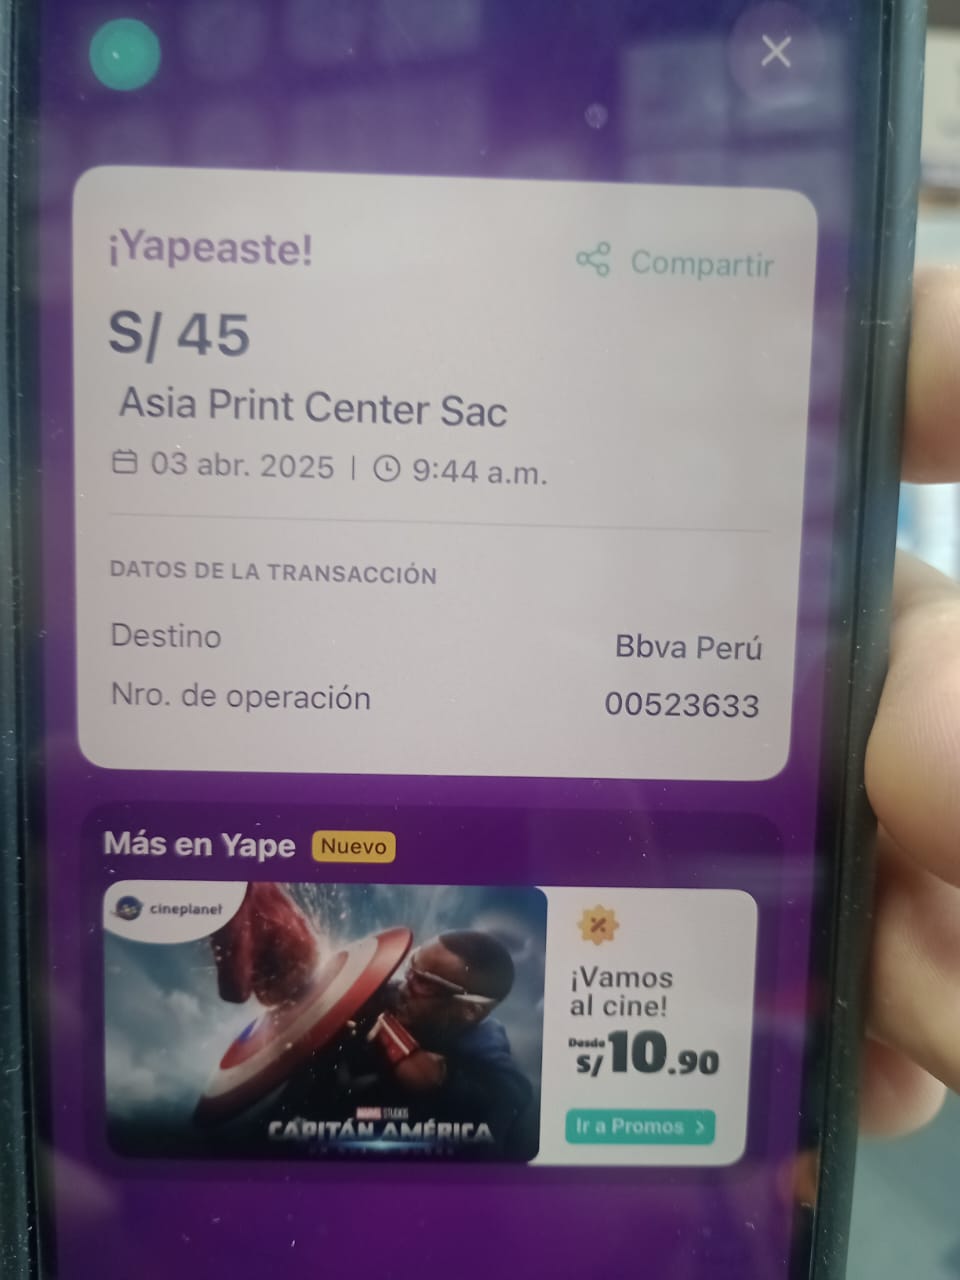 ¡Yapeaste!
Compartir
S/ 45
Asia Print Center Sac
03 abr. 2025 | 9:44 a.m.
DATOS DE LA TRANSACCIÓN
Destino Bbva Perú
Nro. de operación 00523633
Más en Yape Nuevo
cineplanet
MARVEL STUDIOS
CAPITÁN AMÉRICA
¡Vamos
al cine!
Desde
S/10.90
Ir a Promos >